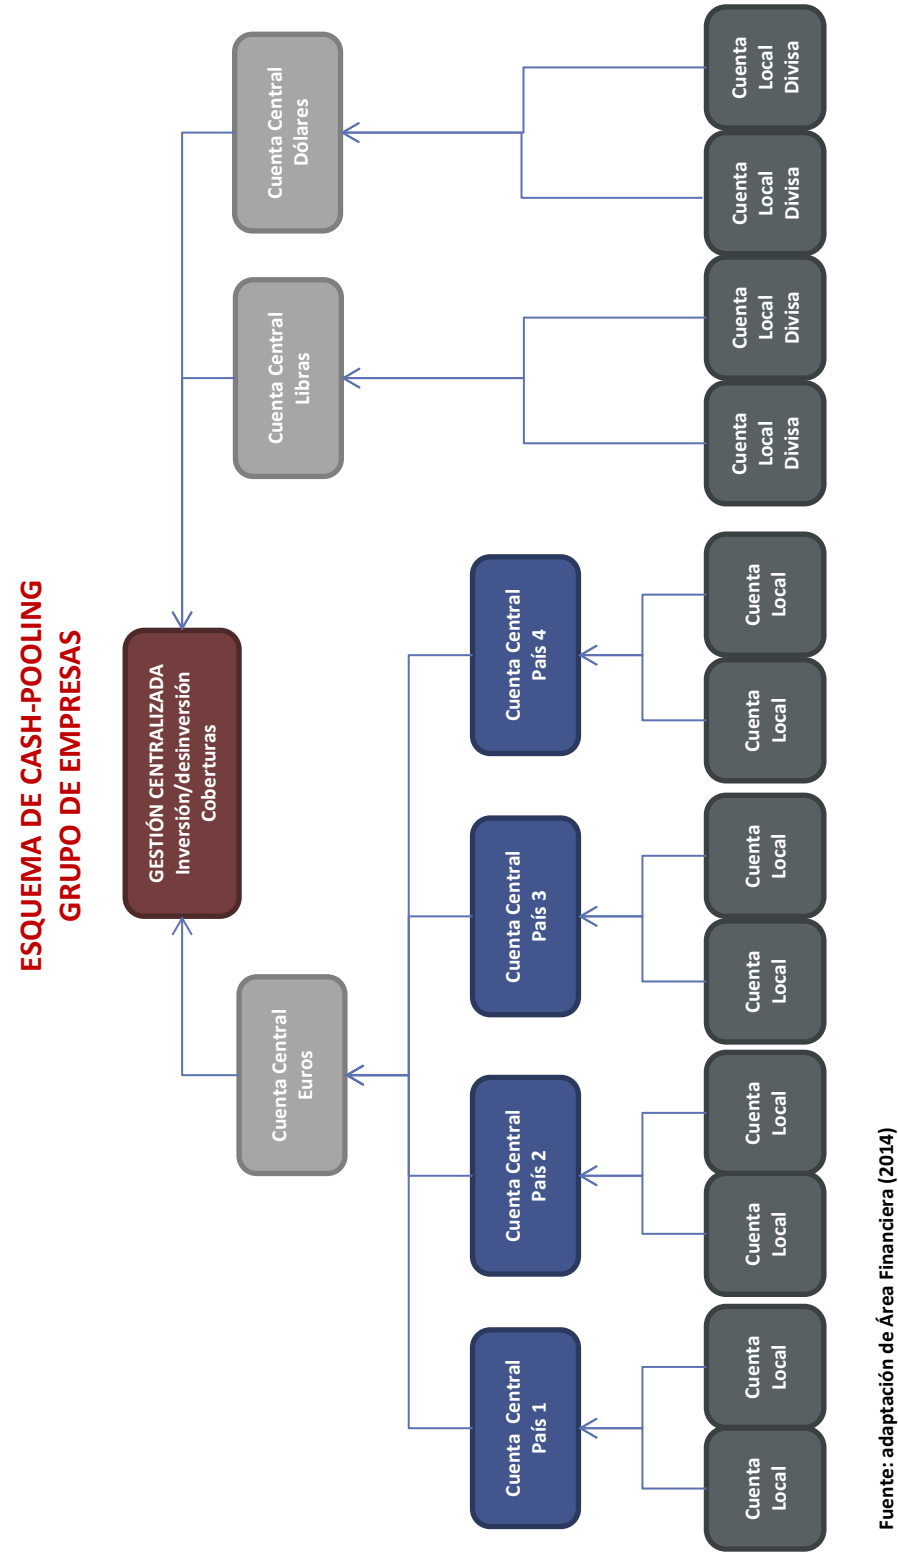 ESQUEMA DE CASH-POOLING
GRUPO DE EMPRESAS
GESTIÓN CENTRALIZADA
Inversión/desinversión
Coberturas
Cuenta Central
Euros
Cuenta Central
Libras
Cuenta Central
Dólares
Cuenta  Central
País 1
Cuenta Central
País 2
Cuenta Central
País 3
Cuenta Central
País 4
Cuenta
Local
Cuenta
Local
Cuenta
Local
Cuenta
Local
Cuenta
Local
Cuenta
Local
Cuenta
Local
Cuenta
Local
Cuenta
Local
Divisa
Cuenta
Local
Divisa
Cuenta
Local
Divisa
Cuenta
Local
Divisa
Fuente: adaptación de Área Financiera (2014)